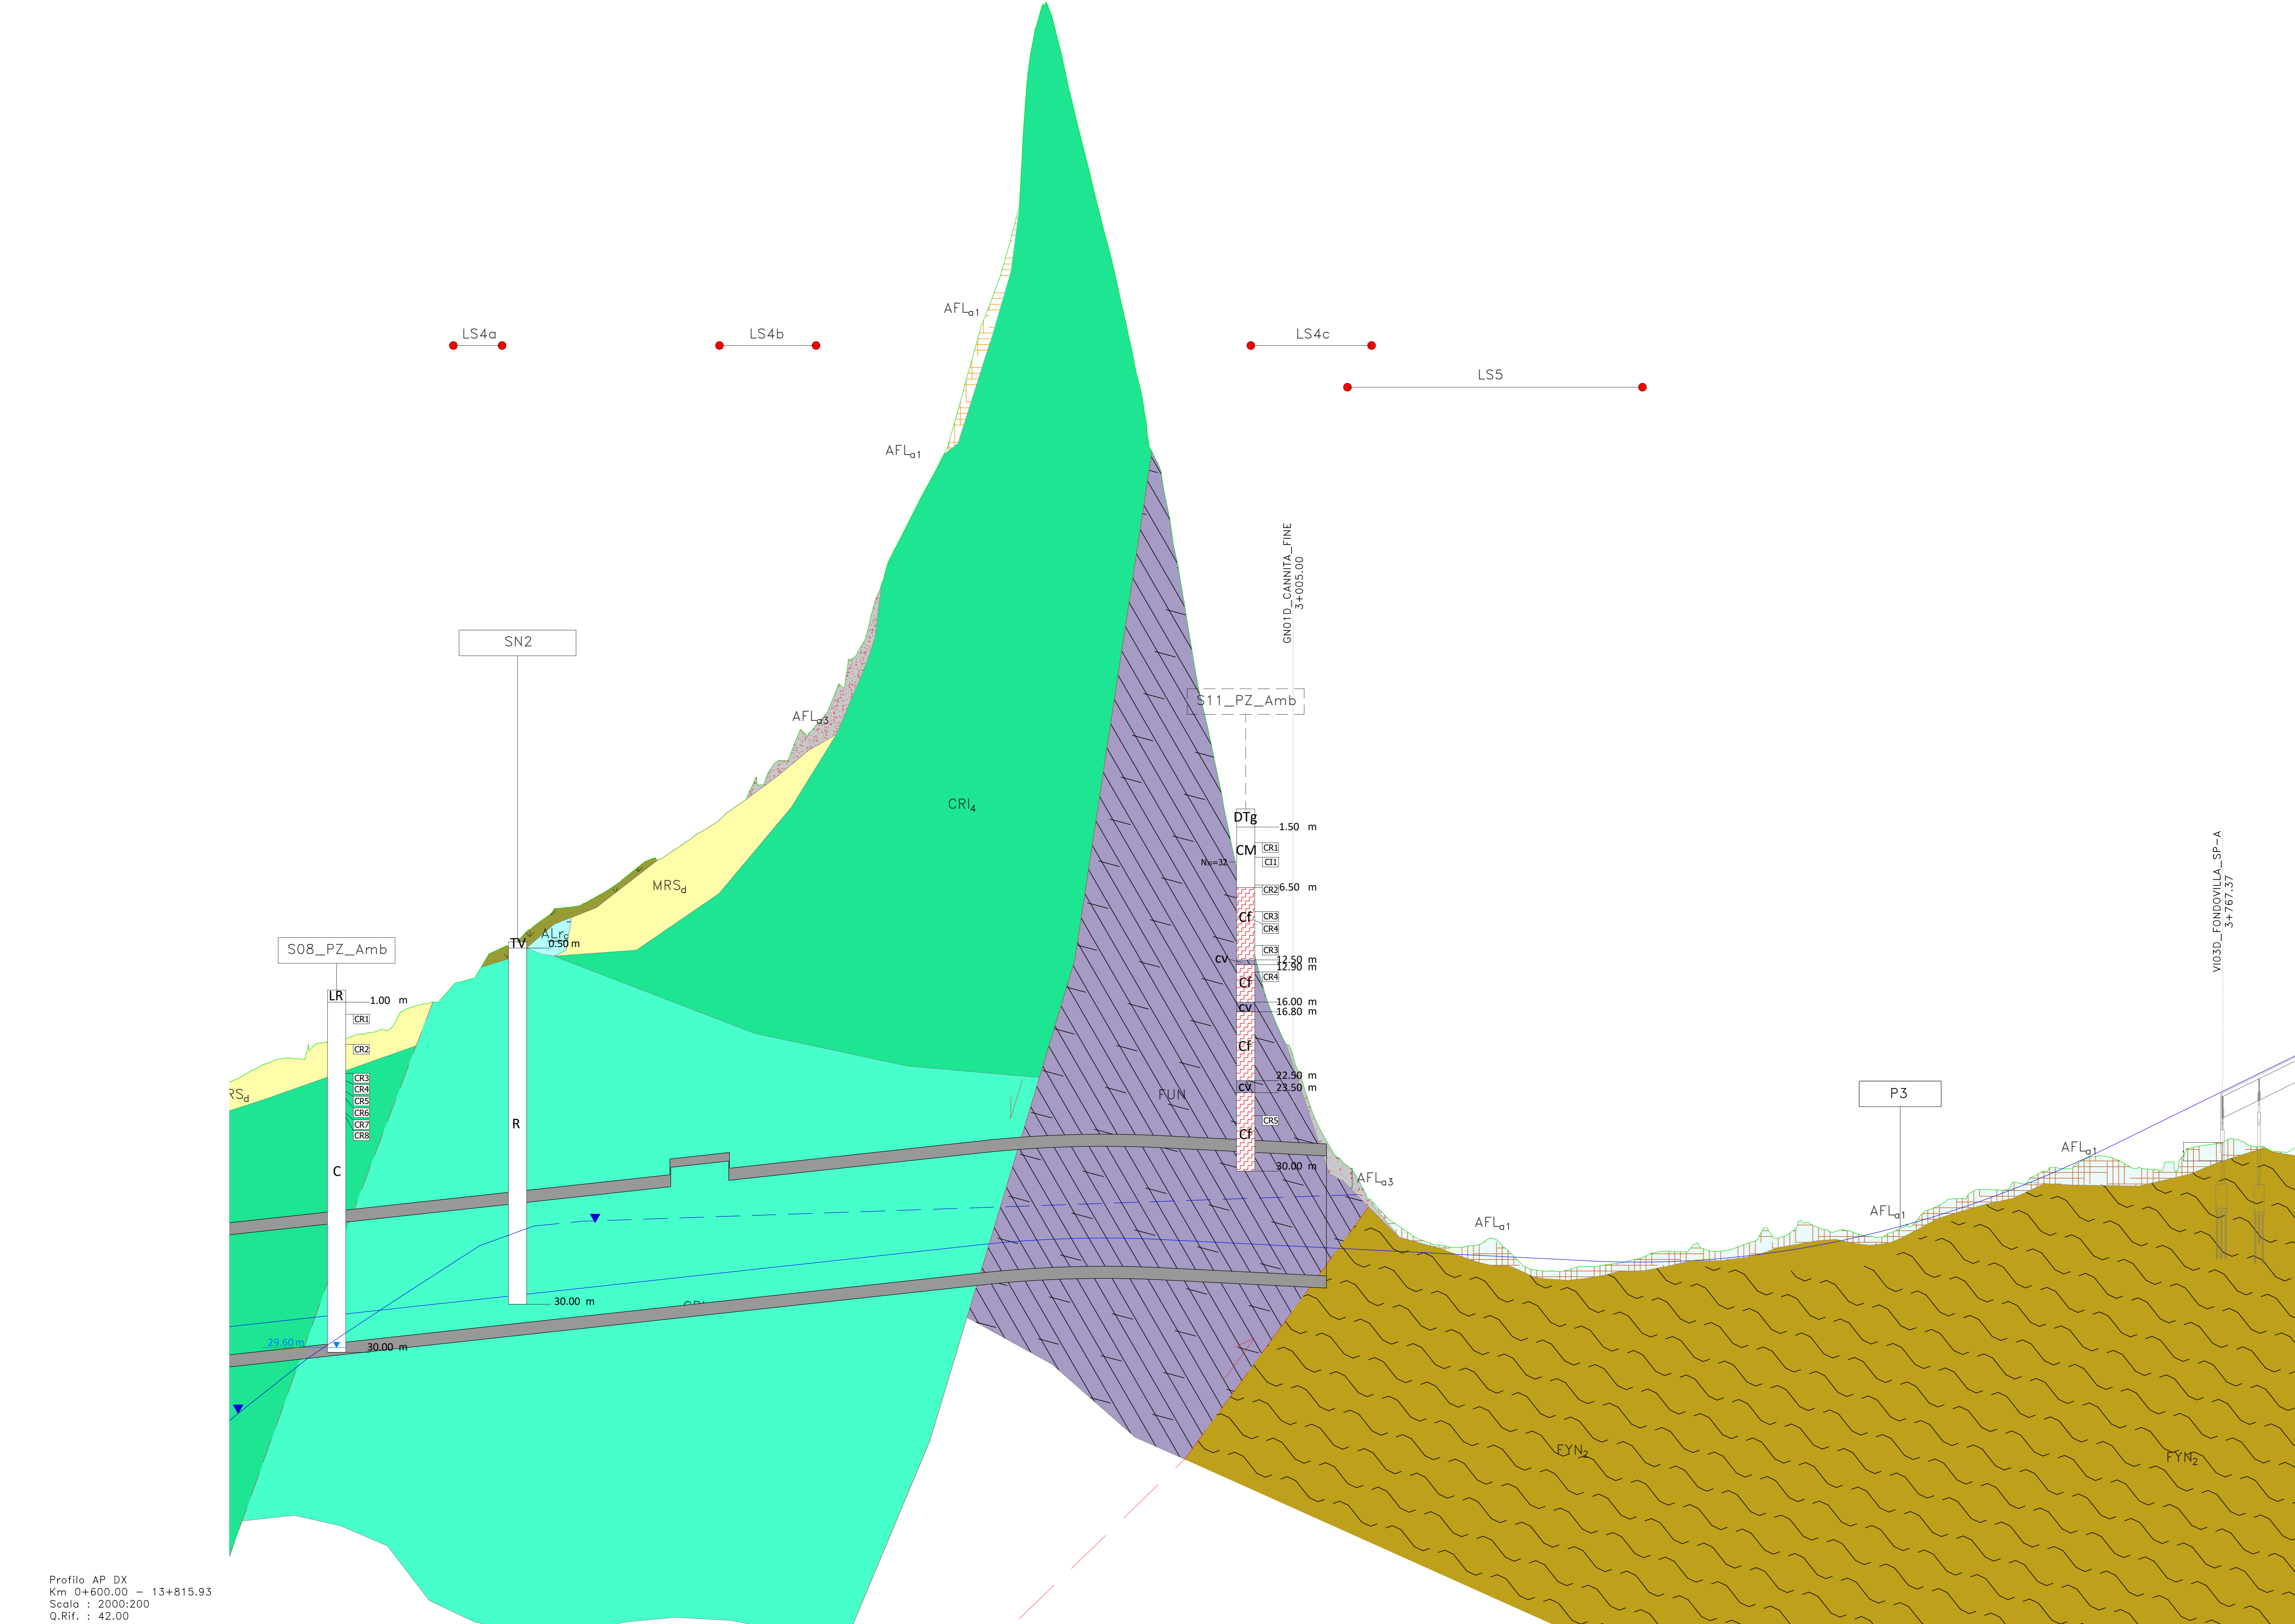 AFLa1
LS4a
LS4b
LS4c
LS5
AFLa1
GN01D_CANNITA_FINE
3+005.00
SN2
S11_PZ_Amb
AFLa3
CRI4
DTg
1.50 m
CM
CR1
CI1
6.50 m
CR2
Cf
CR3
CR4
CR3
CV
12.50 m
12.90 m
CR4
Cf
16.00 m
CV
16.80 m
Cf
22.50 m
CV
23.50 m
CR5
Cf
30.00 m
VI03D_FONDOVILLA_SP-A
3+767.37
MRSd
ALrc
TV
0.50 m
S08_PZ_Amb
LR
1.00 m
CR1
CR2
CR3
CR4
CR5
CR6
CR7
CR8
RSd
FUN
P3
R
C
AFLa1
AFLa3
AFLa1
AFLa1
30.00 m
29.60m
30.00 m
FYN2
FYN2
Profilo AP DX
Km 0+600.00 – 13+815.93
Scala : 2000:200
Q.Rif. : 42.00